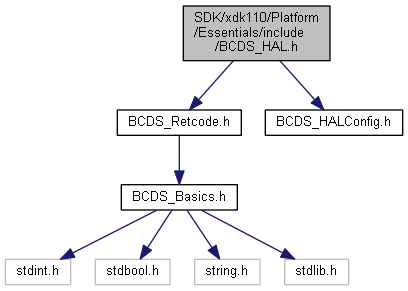 SDK/xdk110/Platform
/Essentials/include
/BCDS_HAL.h
BCDS_Retcode.h
BCDS_HALConfig.h
BCDS_Basics.h
stdint.h
stdbool.h
string.h
stdlib.h